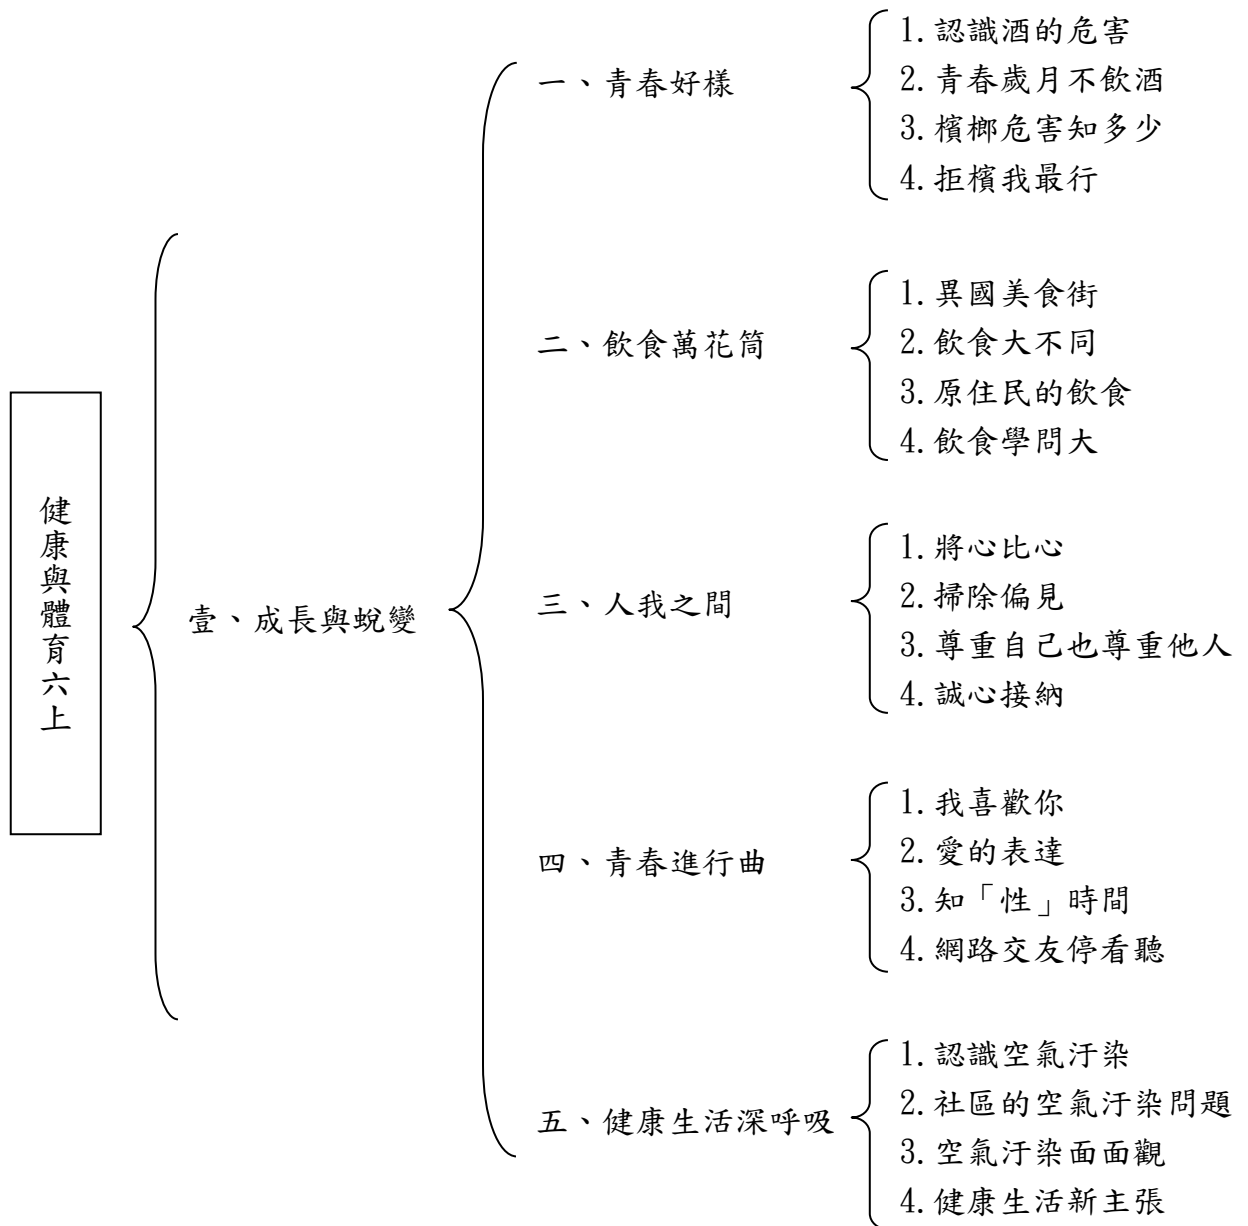 健康與體育六上
壹、成長與蛻變
一、青春好樣
1.認識酒的危害
2.青春歲月不飲酒
3.檳榔危害知多少
4.拒檳我最行
二、飲食萬花筒
1.異國美食街
2.飲食大不同
3.原住民的飲食
4.飲食學問大
三、人我之間
1.將心比心
2.掃除偏見
3.尊重自己也尊重他人
4.誠心接納
四、青春進行曲
1.我喜歡你
2.愛的表達
3.知「性」時間
4.網路交友停看聽
五、健康生活深呼吸
1.認識空氣汙染
2.社區的空氣汙染問題
3.空氣汙染面面觀
4.健康生活新主張